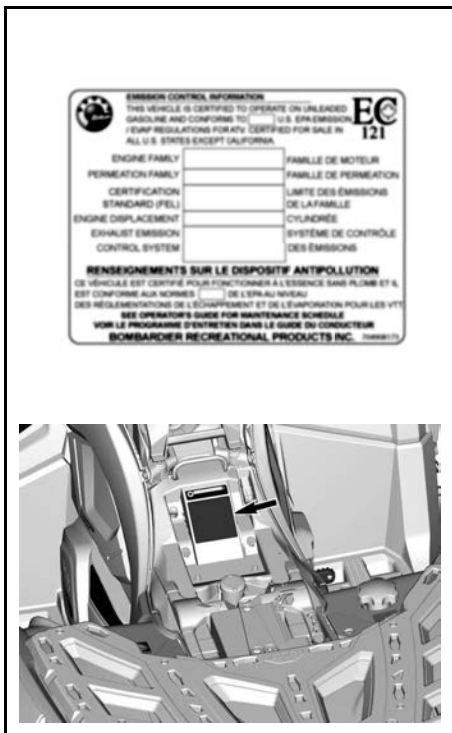 EMISSION CONTROL INFORMATION
THIS VEHICLE IS CERTIFIED TO OPERATE ON UNLEADED
GASOLINE AND CONFORMS TO U.S. EPA EMISSION
/ EVAP REGULATIONS FOR ATV. CERTIFIED FOR SALE IN
ALL U.S. STATES EXCEPT CALIFORNIA.
EC
121
ENGINE FAMILY FAMILLE DE MOTEUR
PERMEATION FAMILY FAMILLE DE PERMEATION
CERTIFICATION LIMITE DES ÉMISSIONS
STANDARD (FEL) DE LA FAMILLE
ENGINE DISPLACEMENT CYLINDRÉE
EXHAUST EMISSION SYSTÈME DE CONTRÔLE
CONTROL SYSTEM DES ÉMISSIONS
RENSEIGNEMENTS SUR LE DISPOSITIF ANTIPOLLUTION
CE VÉHICULE EST CERTIFIÉ POUR FONCTIONNER À L'ESSENCE SANS PLOMB ET IL
EST CONFORME AUX NORMES DE L'EPA AU NIVEAU
DES RÉGLEMENTATIONS DE L'ÉCHAPPEMENT ET DE L'ÉVAPORATION POUR LES VTT.
SEE OPERATOR'S GUIDE FOR MAINTENANCE SCHEDULE
VOIR LE PROGRAMME D'ENTRETIEN DANS LE GUIDE DU CONDUCTEUR
BOMBARDIER RECREATIONAL PRODUCTS INC.